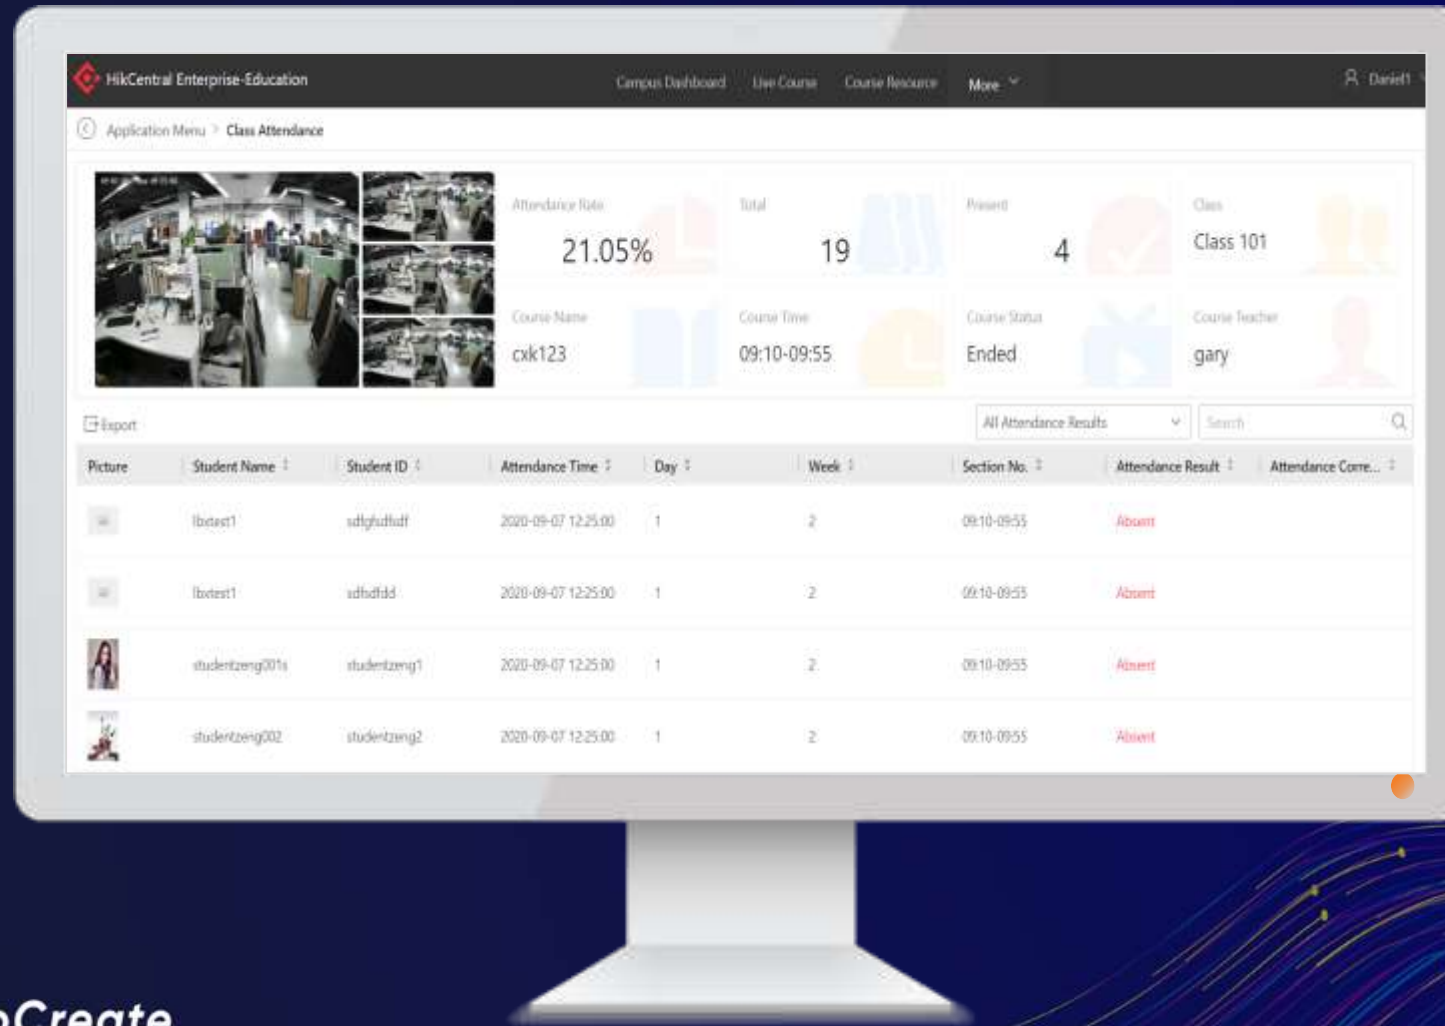 HikCentral Enterprise-Education
Campus Dashboard Live Course Course Resource More Daniel1
Application Menu > Class Attendance
Attendance Rate Total Present Class
21.05% 19 4 Class 101
Course Name Course Time Course Status Course Teacher
cxk123 09:10-09:55 Ended gary
Export All Attendance Results Search
Picture Student Name Student ID Attendance Time Day Week Section No. Attendance Result Attendance Corre...
lbxtest1 2020-09-07 12:25:00 1 2 09:10-09:55 Absent
lbxtest1 2020-09-07 12:25:00 1 2 09:10-09:55 Absent
studentzeng001s studentzeng1 2020-09-07 12:25:00 1 2 09:10-09:55 Absent
studentzeng002 studentzeng2 2020-09-07 12:25:00 1 2 09:10-09:55 Absent
oCreate